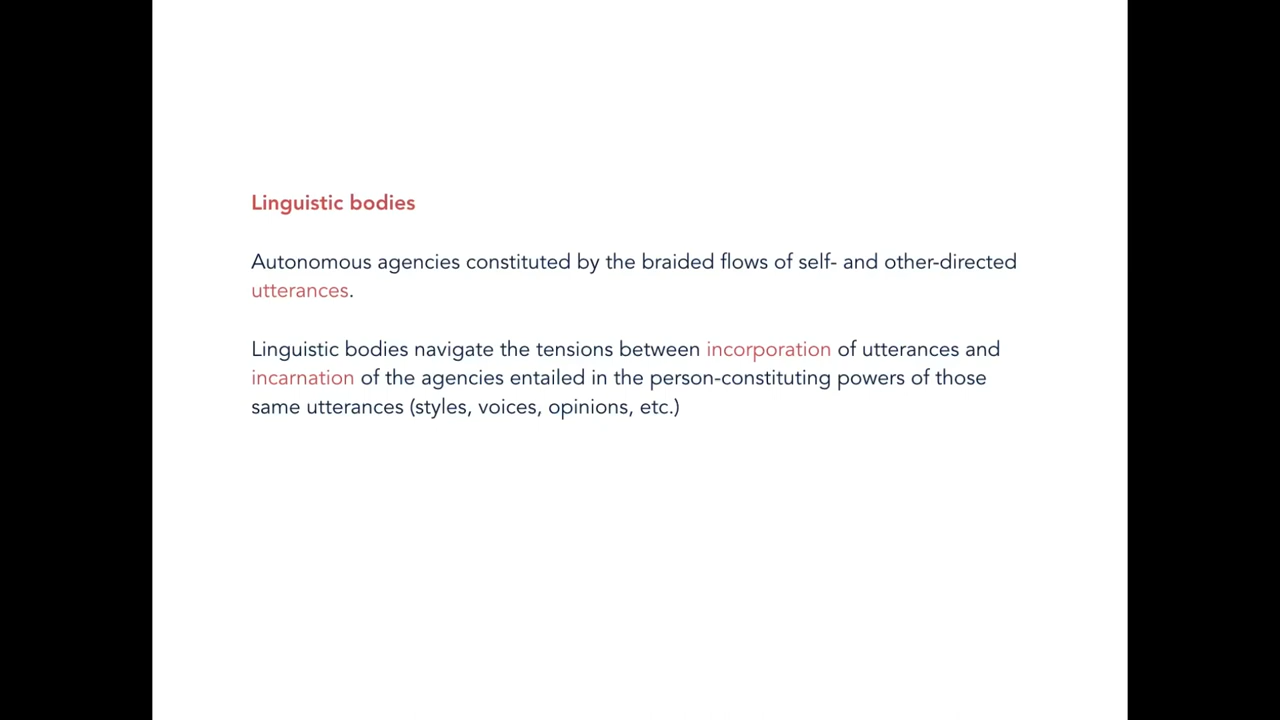 Linguistic bodies
Autonomous agencies constituted by the braided flows of self- and other-directed
utterances.
Linguistic bodies navigate the tensions between incorporation of utterances and
incarnation of the agencies entailed in the person-constituting powers of those
same utterances (styles, voices, opinions, etc.)